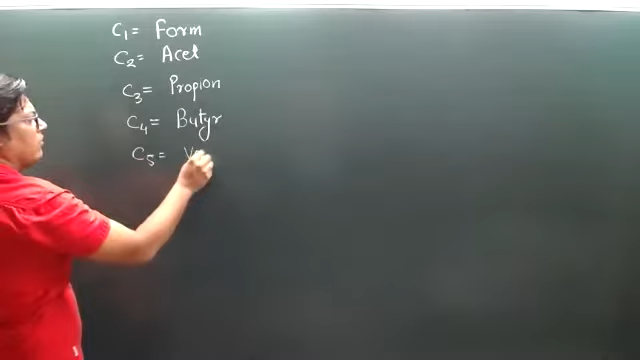 C₁= Form
C₂= Acet
C₃= Propion
C₄= Butyr
C₅= V